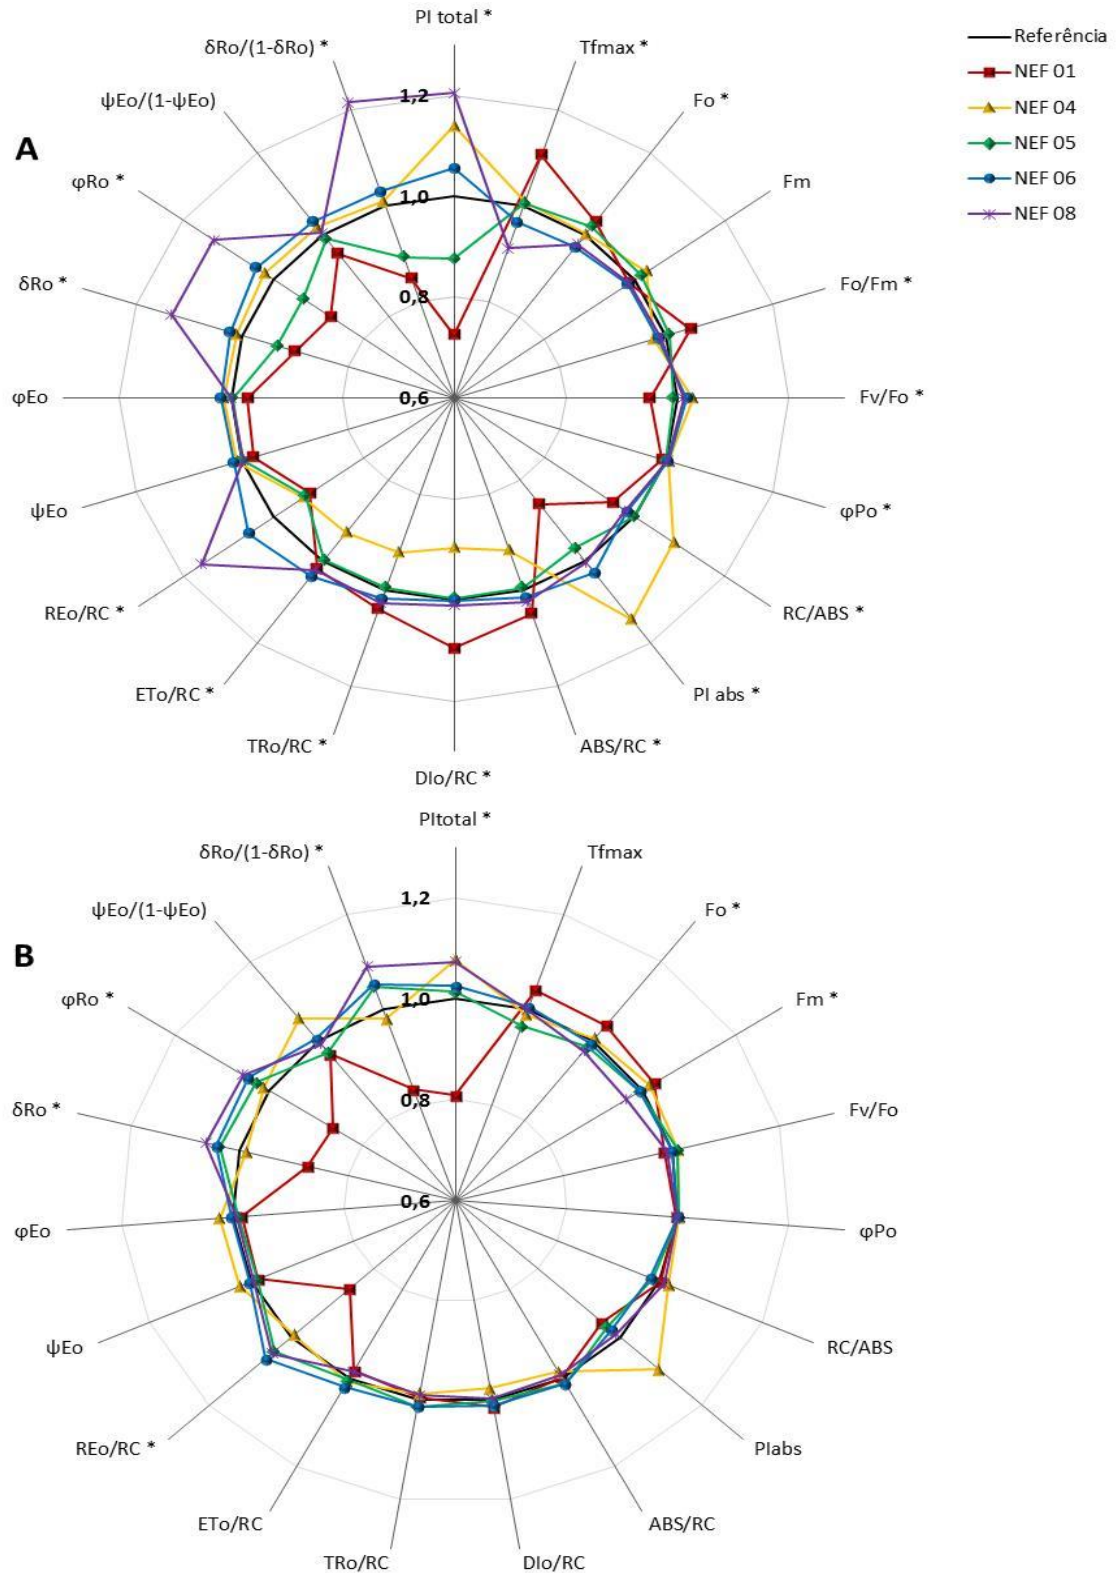 PI total *
δRo/(1-δRo) *
Tfmax *
Referência
ψEo/(1-ψEo)
1,2
Fo *
NEF 01
A
NEF 04
NEF 05
φRo *
Fm
NEF 06
1,0
NEF 08
δRo *
Fo/Fm *
0,8
φEo
0,6
Fv/Fo *
ψEo
φPo *
REo/RC *
RC/ABS *
ETo/RC *
PI abs *
TRo/RC *
ABS/RC *
DIo/RC *
PItotal *
δRo/(1-δRo) *
Tfmax
ψEo/(1-ψEo)
1,2
Fo *
B
φRo *
1,0
Fm *
δRo *
0,8
Fv/Fo
φEo
0,6
φPo
ψEo
RC/ABS
REo/RC *
PIabs
ETo/RC
ABS/RC
TRo/RC
DIo/RC